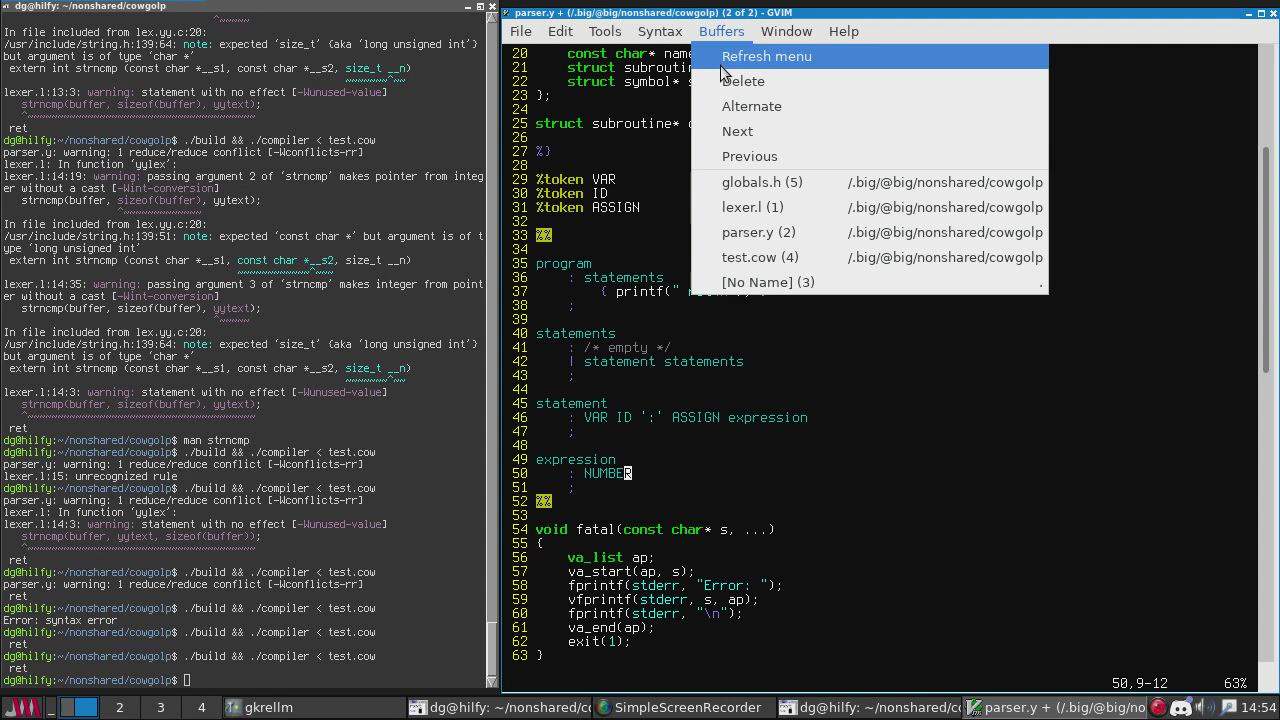 dg@hilfy: ~/nonshared/cowgolp
In file included from lex.yy.c:20:
/usr/include/string.h:139:64: note: expected ‘size_t’ {aka ‘long unsigned int’}
but argument is of type ‘char *’
 extern int strncmp (const char *__s1, const char *__s2, size_t __n)
lexer.l:13:3: warning: statement with no effect [-Wunused-value]
   strncmp(buffer, sizeof(buffer), yytext);
 ret
dg@hilfy:~/nonshared/cowgolp$ ./build && ./compiler < test.cow
parser.y: warning: 1 reduce/reduce conflict [-Wconflicts-rr]
lexer.l: In function ‘yylex’:
lexer.l:14:19: warning: passing argument 2 of ‘strncmp’ makes pointer from integ
er without a cast [-Wint-conversion]
   strncmp(buffer, sizeof(buffer), yytext);
In file included from lex.yy.c:20:
/usr/include/string.h:139:51: note: expected ‘const char *’ but argument is of t
ype ‘long unsigned int’
 extern int strncmp (const char *__s1, const char *__s2, size_t __n)
lexer.l:14:35: warning: passing argument 3 of ‘strncmp’ makes integer from point
er without a cast [-Wint-conversion]
   strncmp(buffer, sizeof(buffer), yytext);
In file included from lex.yy.c:20:
/usr/include/string.h:139:64: note: expected ‘size_t’ {aka ‘long unsigned int’}
but argument is of type ‘char *’
 extern int strncmp (const char *__s1, const char *__s2, size_t __n)
lexer.l:14:3: warning: statement with no effect [-Wunused-value]
   strncmp(buffer, sizeof(buffer), yytext);
 ret
dg@hilfy:~/nonshared/cowgolp$ man strncmp
dg@hilfy:~/nonshared/cowgolp$ ./build && ./compiler < test.cow
parser.y: warning: 1 reduce/reduce conflict [-Wconflicts-rr]
lexer.l:15: unrecognized rule
dg@hilfy:~/nonshared/cowgolp$ ./build && ./compiler < test.cow
parser.y: warning: 1 reduce/reduce conflict [-Wconflicts-rr]
lexer.l: In function ‘yylex’:
lexer.l:14:3: warning: statement with no effect [-Wunused-value]
   strncmp(buffer, yytext, sizeof(buffer));
 ret
dg@hilfy:~/nonshared/cowgolp$ ./build && ./compiler < test.cow
parser.y: warning: 1 reduce/reduce conflict [-Wconflicts-rr]
 ret
dg@hilfy:~/nonshared/cowgolp$ ./build && ./compiler < test.cow
Error: syntax error
dg@hilfy:~/nonshared/cowgolp$ ./build && ./compiler < test.cow
 ret
dg@hilfy:~/nonshared/cowgolp$ ./build && ./compiler < test.cow
 ret
dg@hilfy:~/nonshared/cowgolp$
parser.y + (/.big/@big/nonshared/cowgolp) (2 of 2) - GVIM
File Edit Tools Syntax Buffers Window Help
Refresh menu
Delete
Alternate
Next
Previous
globals.h (5) /.big/@big/nonshared/cowgolp
lexer.l (1) /.big/@big/nonshared/cowgolp
parser.y (2) /.big/@big/nonshared/cowgolp
test.cow (4) /.big/@big/nonshared/cowgolp
[No Name] (3) .
20     const char* name
21     struct subroutin
22     struct symbol* s
23 };
24
25 struct subroutine*
26
27 %}
28
29 %token VAR
30 %token ID
31 %token ASSIGN
32
33 %%
34
35 program
36     : statements
37         { printf("
38     ;
39
40 statements
41     : /* empty */
42     | statement statements
43     ;
44
45 statement
46     : VAR ID ':' ASSIGN expression
47     ;
48
49 expression
50     : NUMBER
51     ;
52 %%
53
54 void fatal(const char* s, ...)
55 {
56     va_list ap;
57     va_start(ap, s);
58     fprintf(stderr, "Error: ");
59     vfprintf(stderr, s, ap);
60     fprintf(stderr, "\n");
61     va_end(ap);
62     exit(1);
63 }
50,9-12 63%
2 3 4 gkrellm dg@hilfy: ~/nonshared/co SimpleScreenRecorder dg@hilfy: ~/nonshared/co parser.y + (/.big/@big/no 14:54